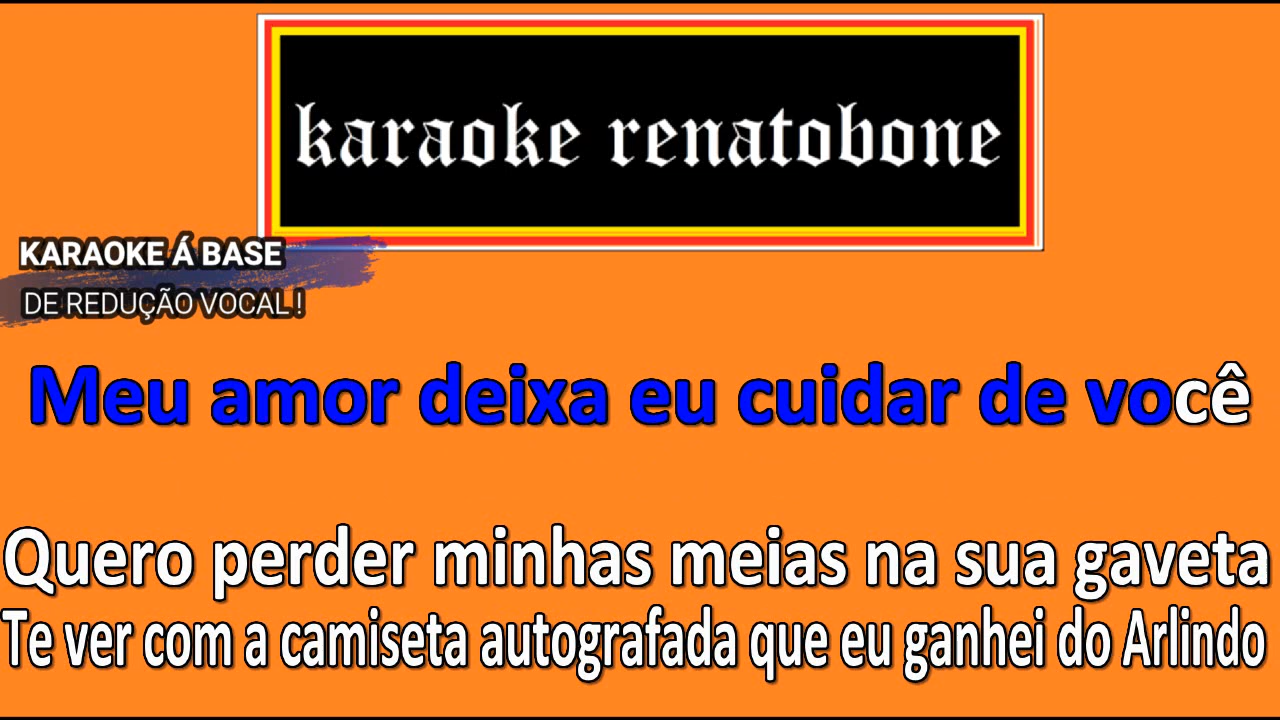 karaoke renatobone
KARAOKE Á BASE
DE REDUÇÃO VOCAL !
Meu amor deixa eu cuidar de você
Quero perder minhas meias na sua gaveta
Te ver com a camiseta autografada que eu ganhei do Arlindo